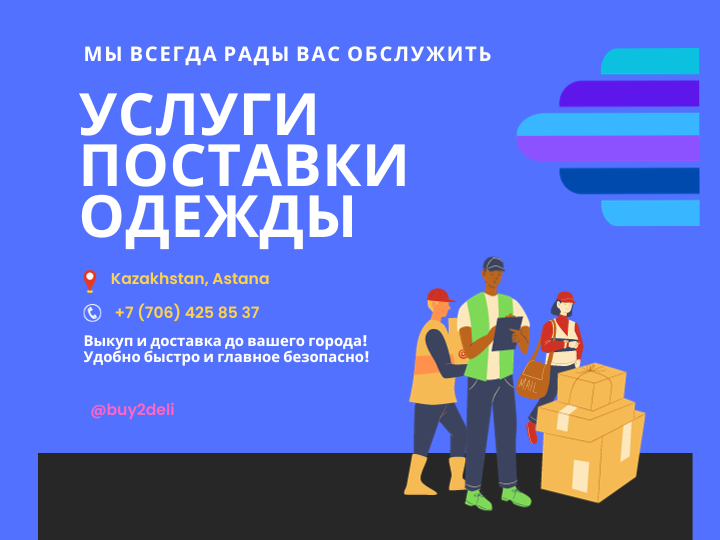 МЫ ВСЕГДА РАДЫ ВАС ОБСЛУЖИТЬ
УСЛУГИ
ПОСТАВКИ
ОДЕЖДЫ
Kazakhstan, Astana
+7 (706) 425 85 37
Выкуп и доставка до вашего города!
Удобно быстро и главное безопасно!
MAIL
@buy2deli